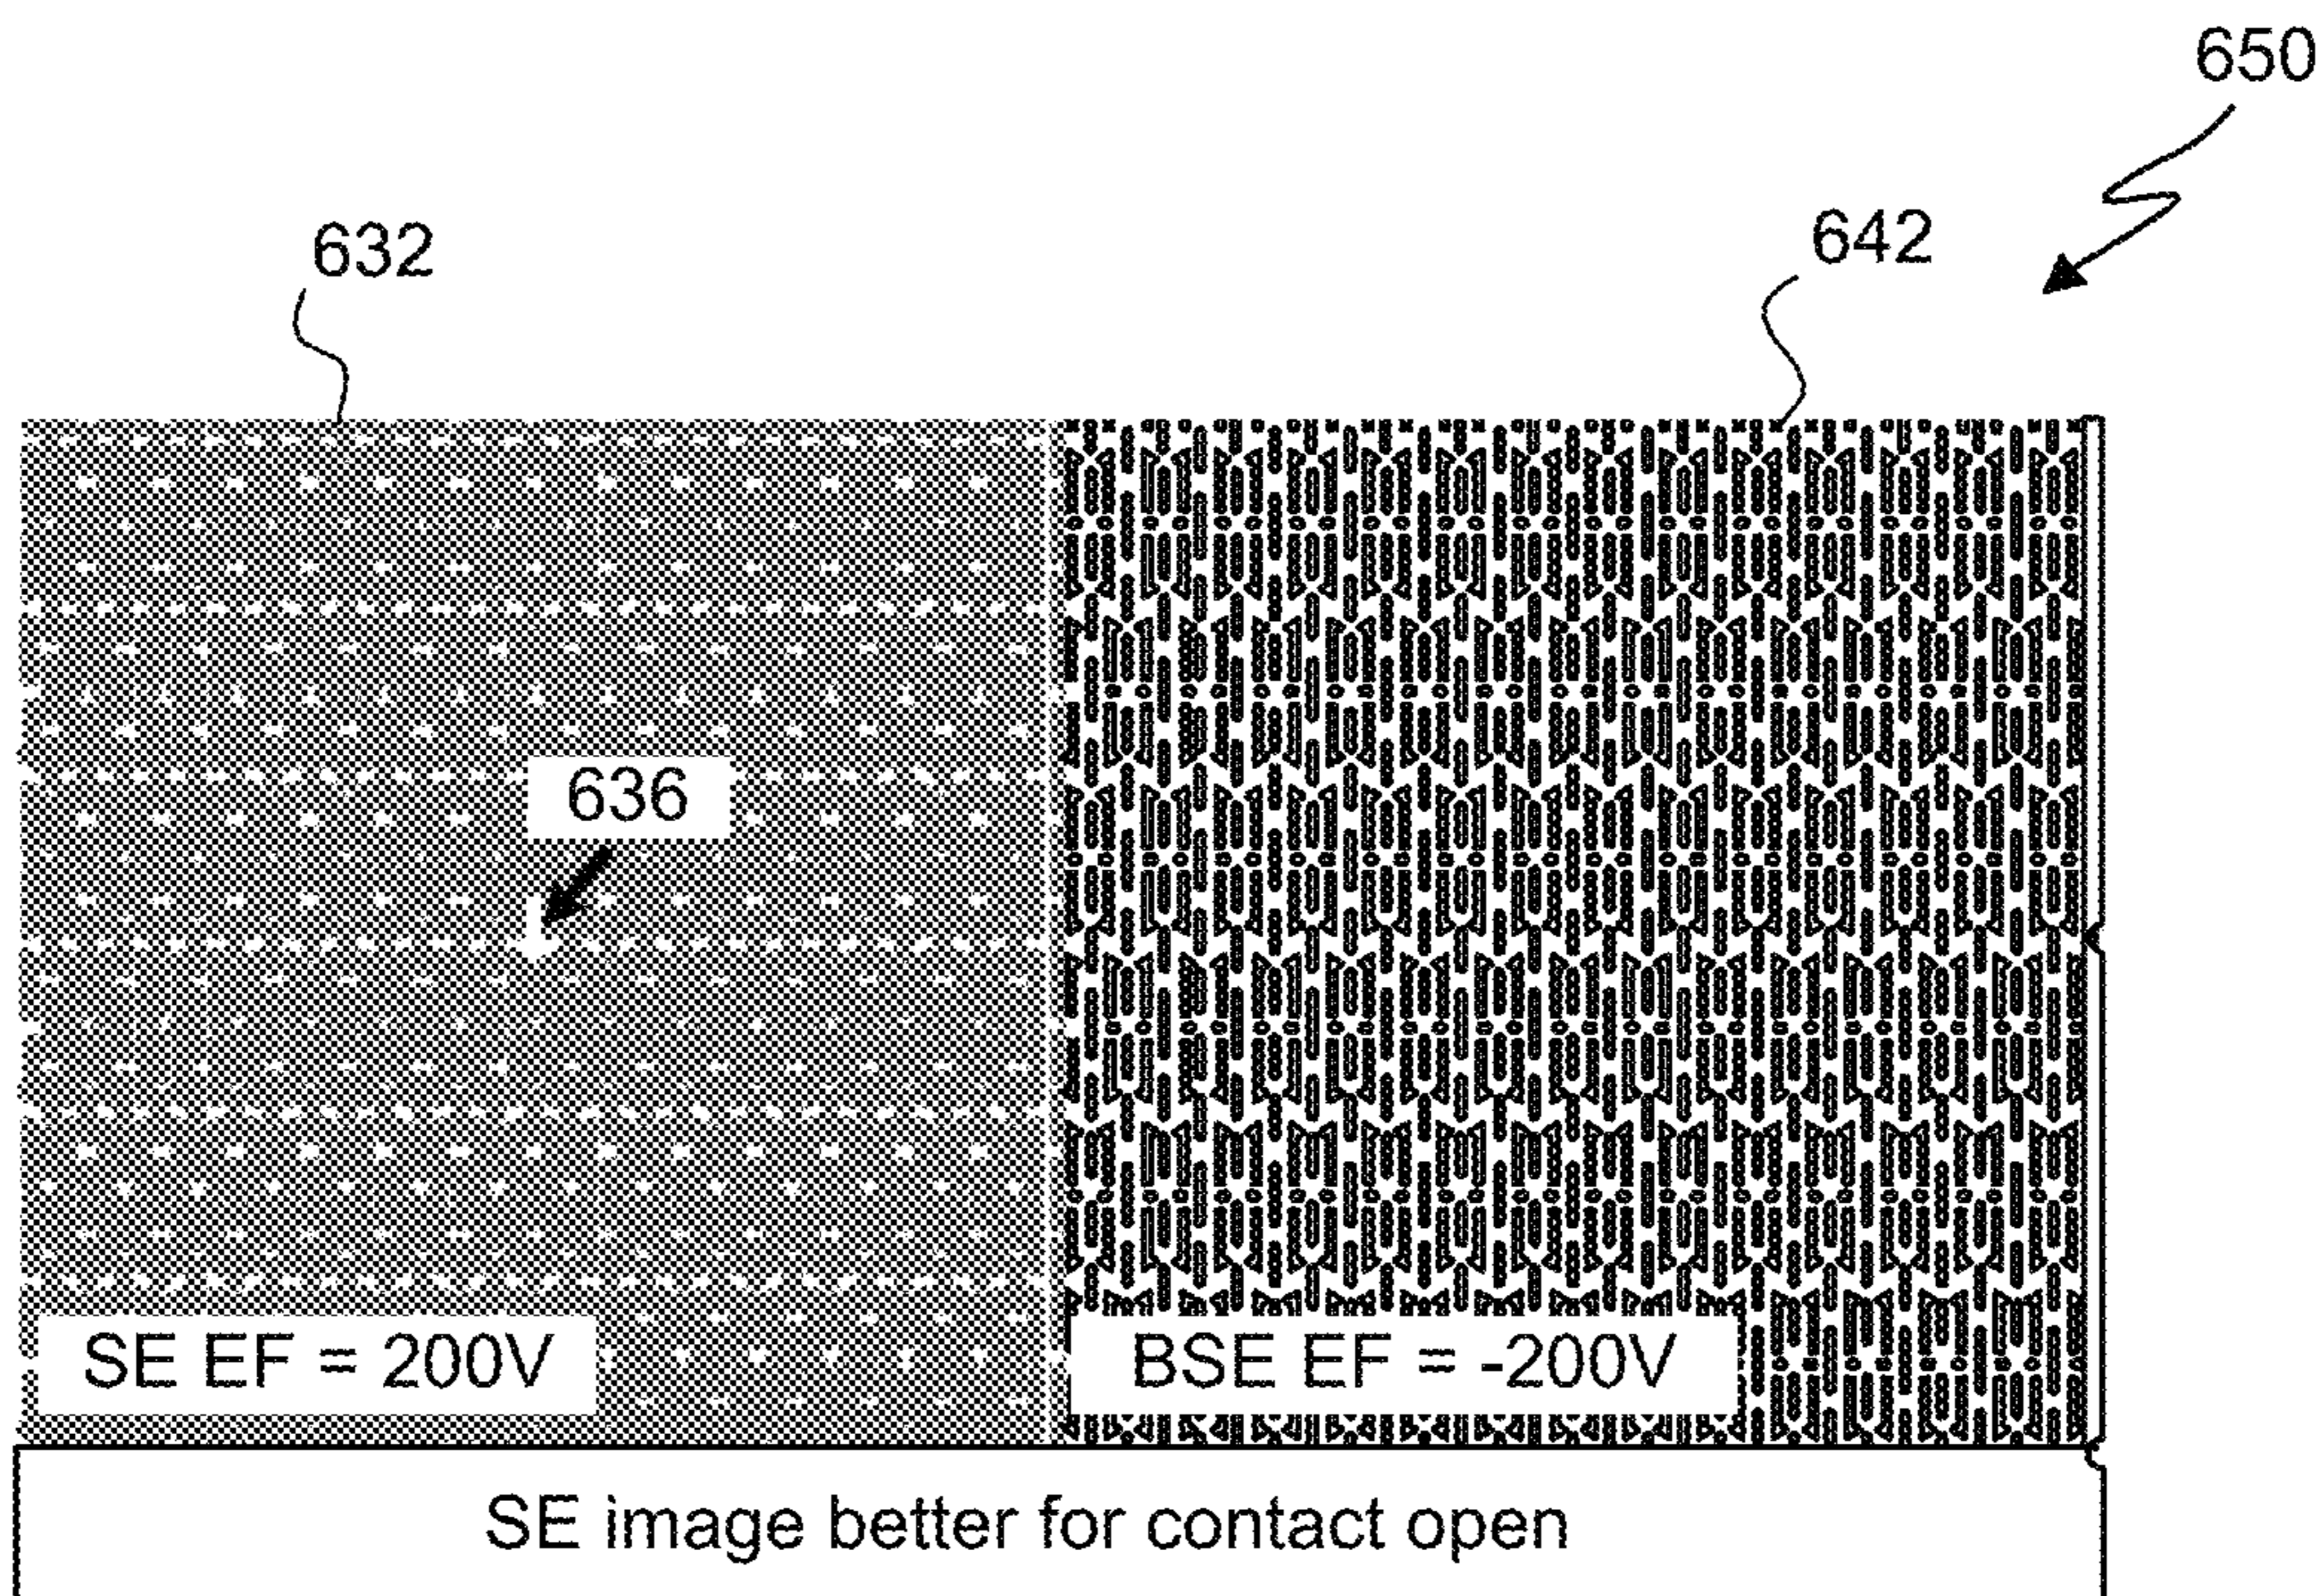 650
632
642
636
SE EF = 200V
BSE EF = -200V
SE image better for contact open